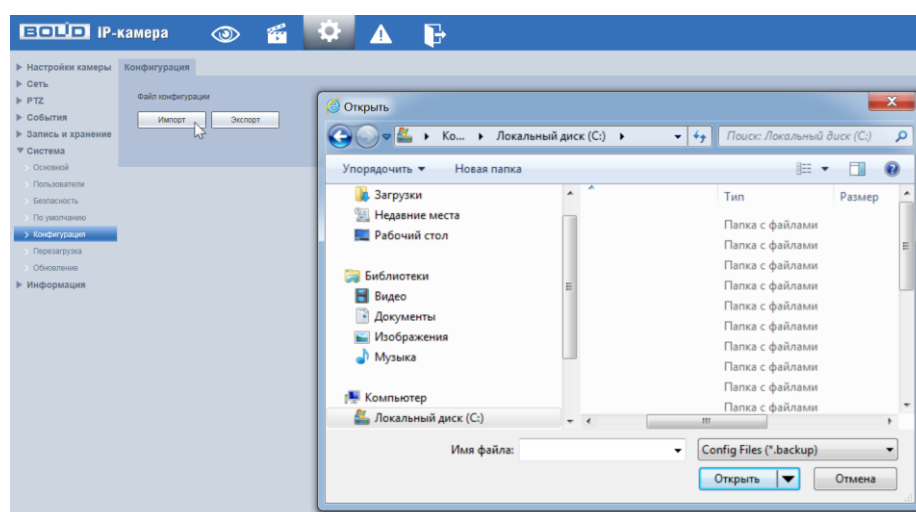 BOLID IP-камера
Настройки камеры
Сеть
PTZ
События
Запись и хранение
Система
Основной
Пользователи
Безопасность
По умолчанию
Конфигурация
Перезагрузка
Обновление
Информация
Конфигурация
Файл конфигурации
Импорт Экспорт
Открыть
Ко... Локальный диск (C:) Поиск: Локальный диск (C:)
Упорядочить Новая папка
Загрузки
Недавние места
Рабочий стол
Библиотеки
Видео
Документы
Изображения
Музыка
Компьютер
Локальный диск (C:)
Тип Размер
Папка с файлами
Папка с файлами
Папка с файлами
Папка с файлами
Папка с файлами
Папка с файлами
Папка с файлами
Папка с файлами
Папка с файлами
Папка с файлами
Имя файла: Config Files (*.backup)
Открыть Отмена